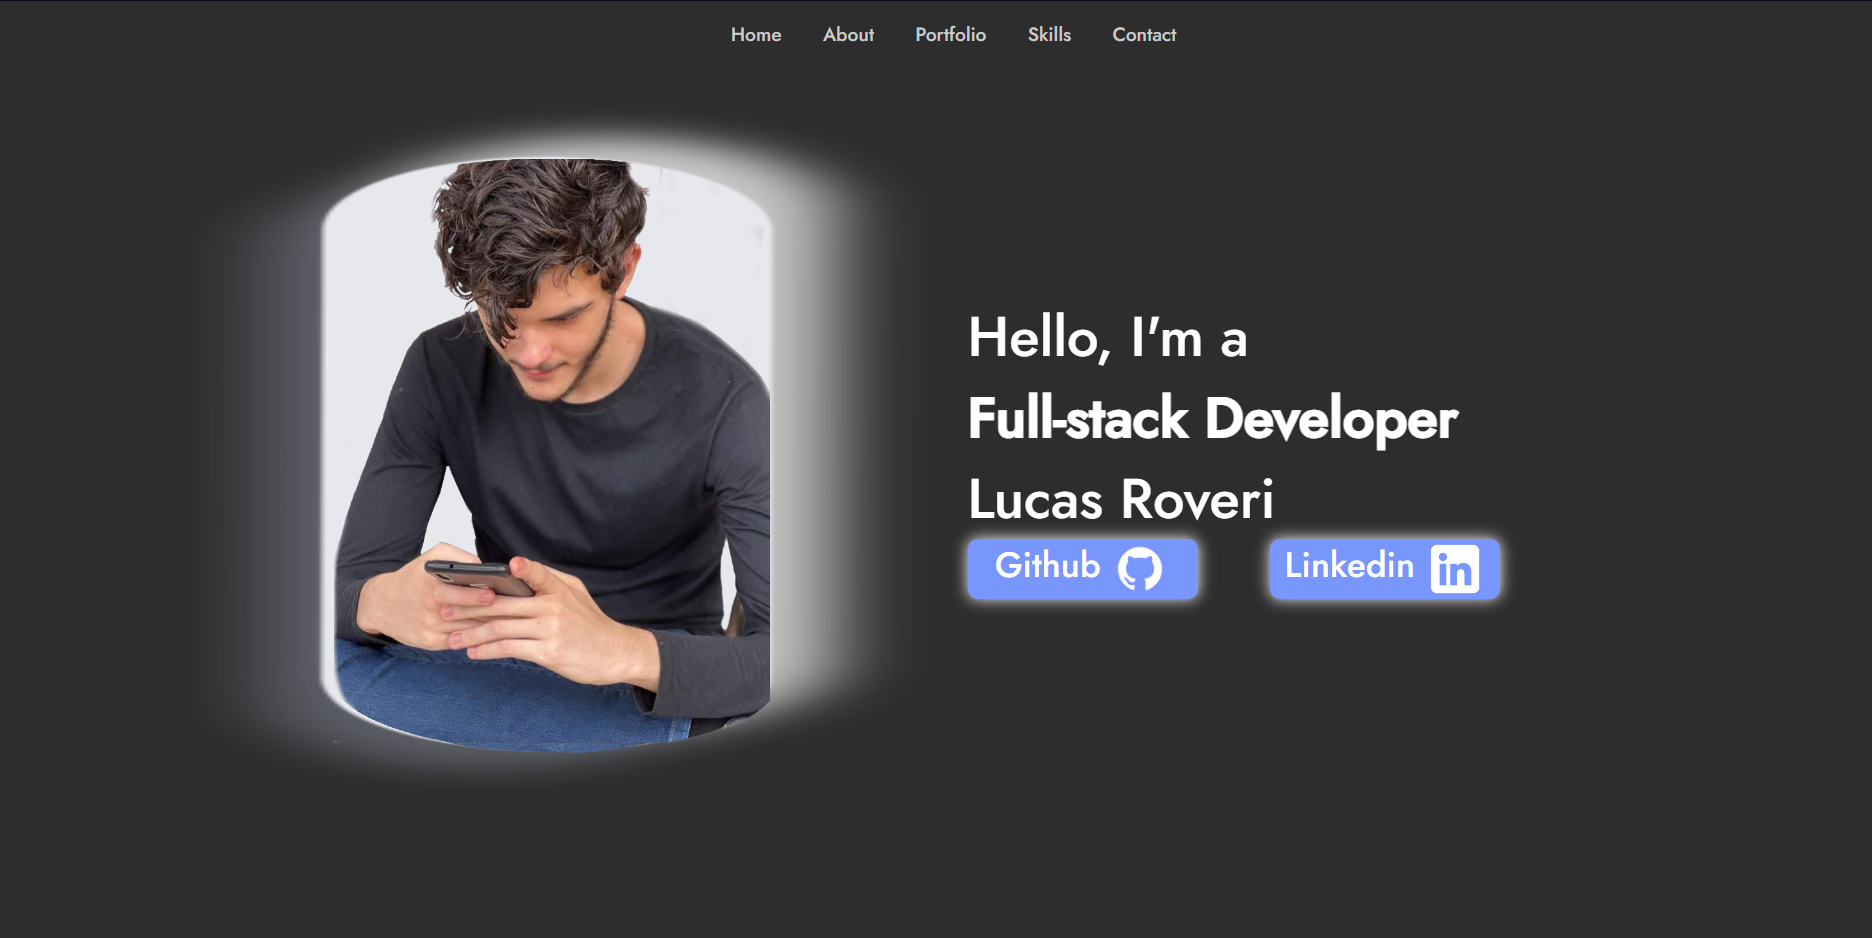 Home About Portfolio Skills Contact
Hello, I'm a
Full-stack Developer
Lucas Roveri
Github Linkedin in